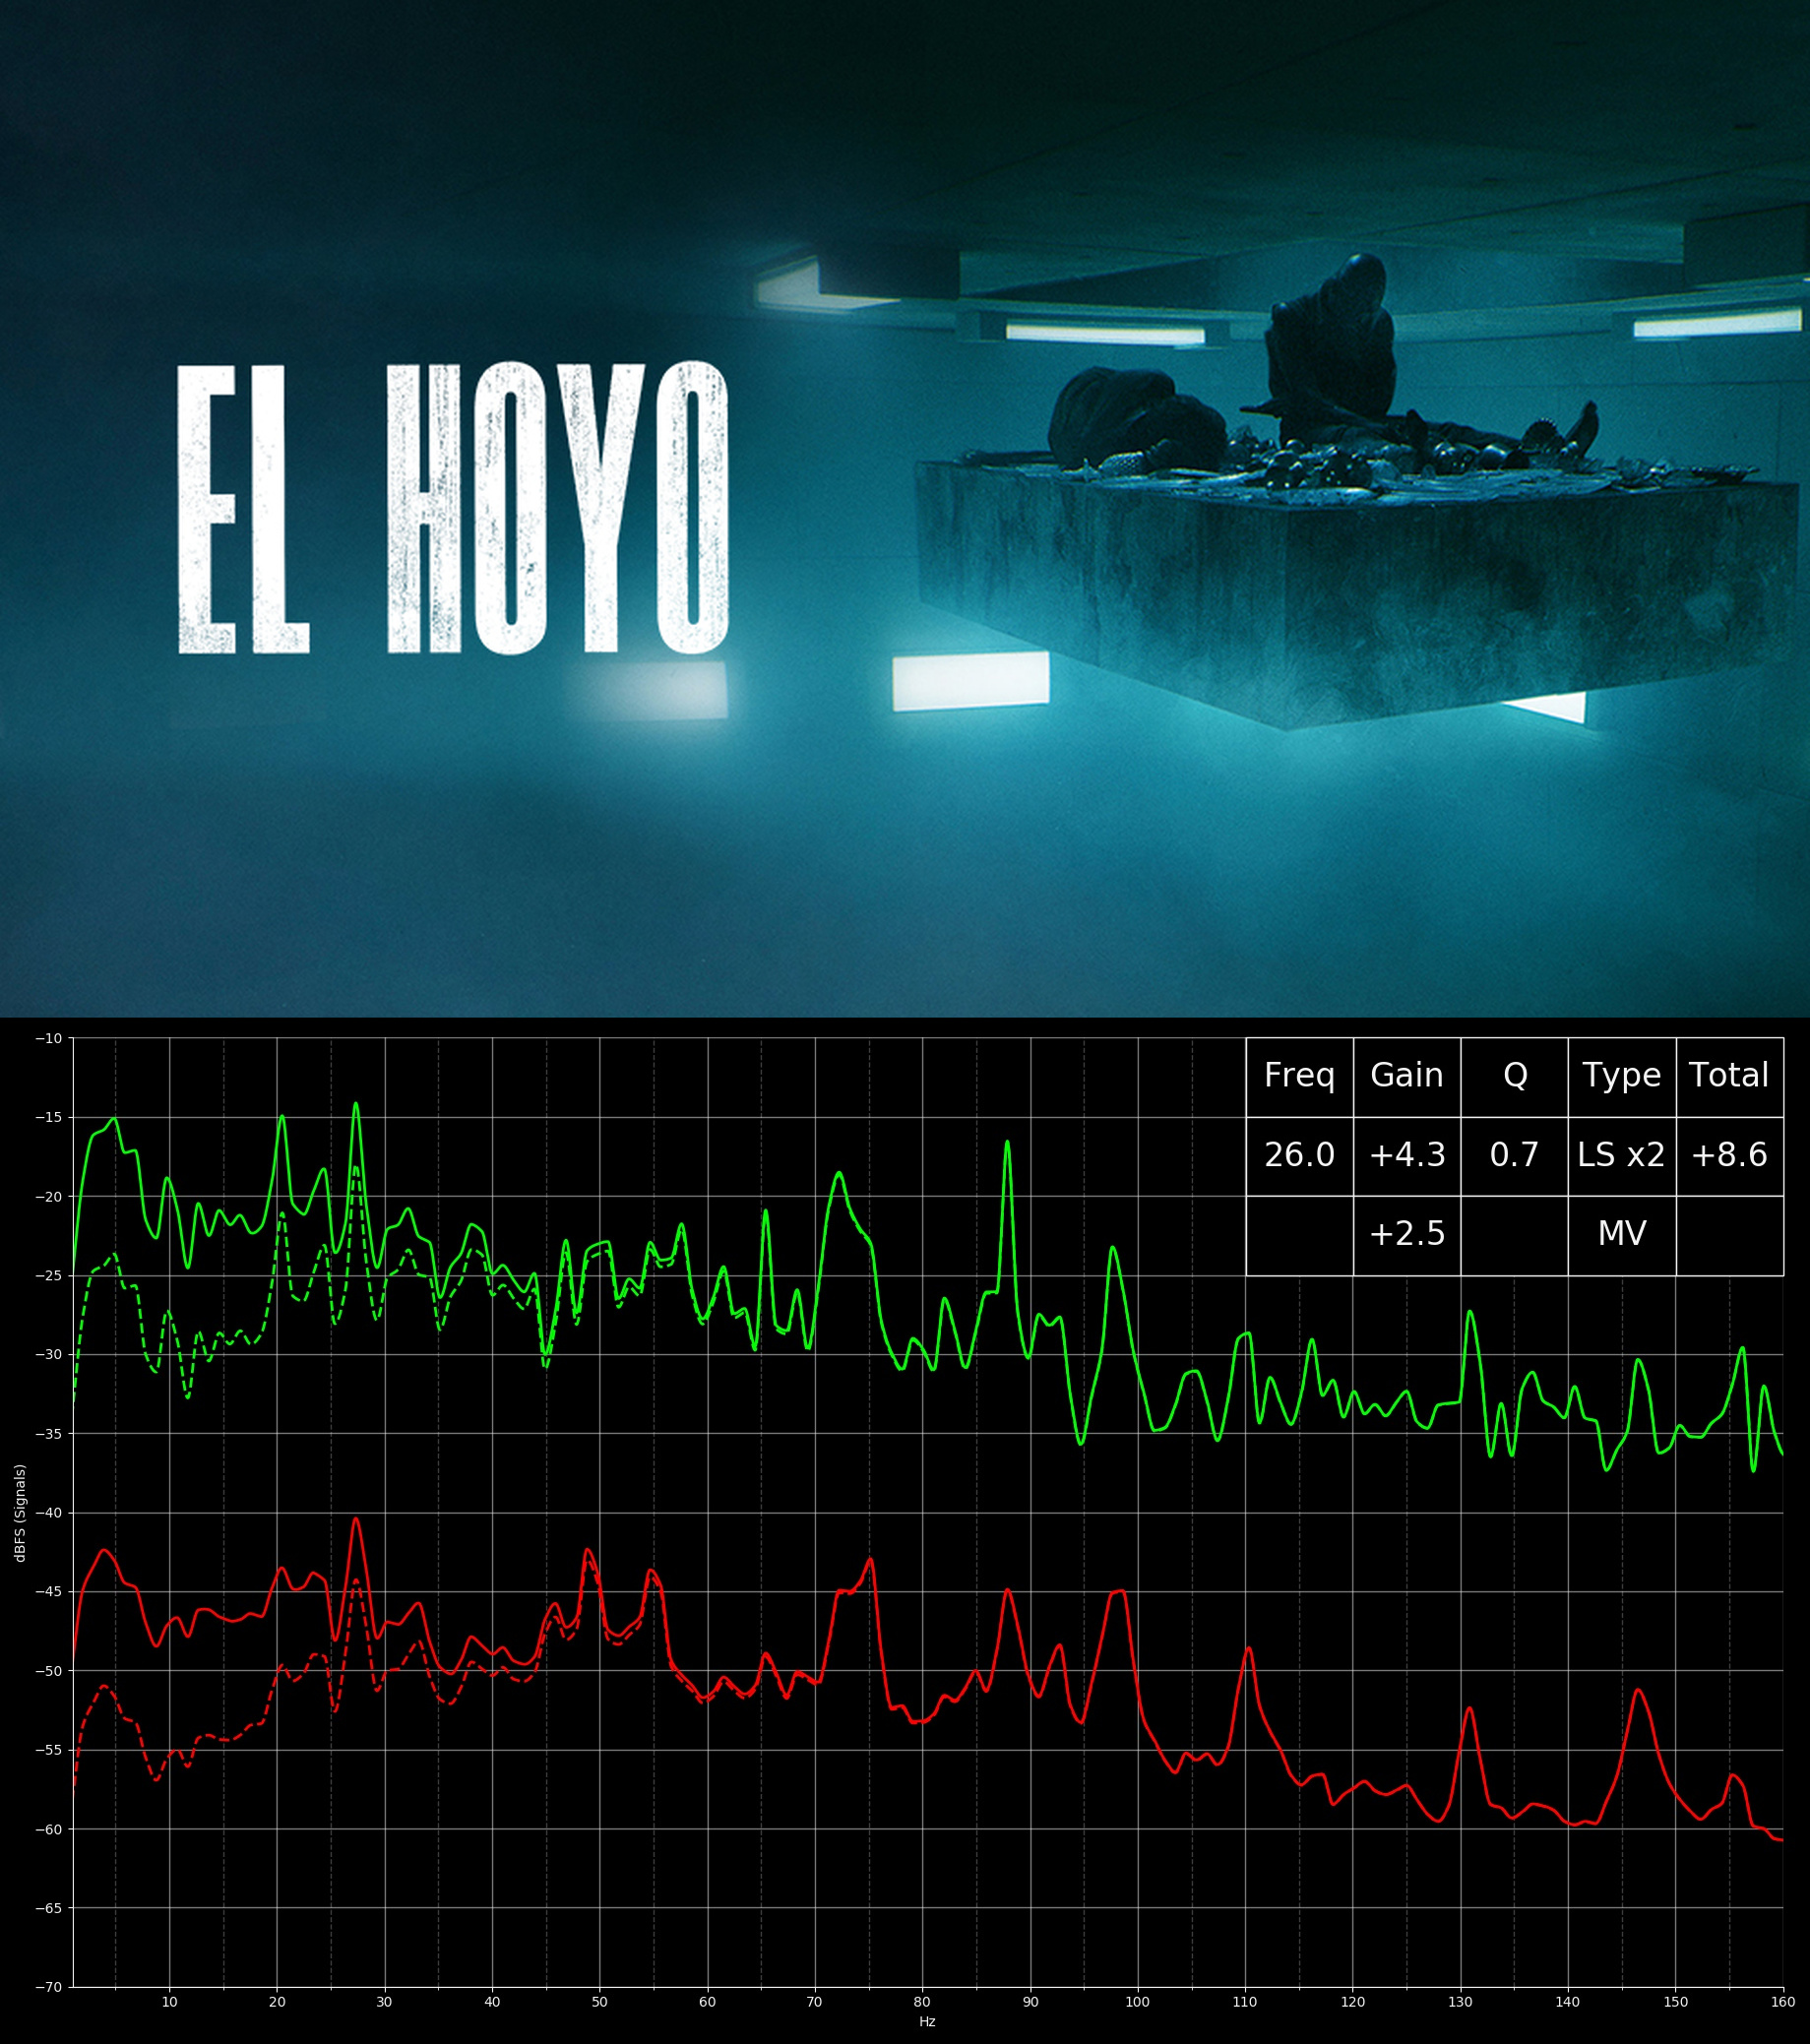 EL HOYO
Freq Gain Q Type Total
26.0 +4.3 0.7 LS x2 +8.6
+2.5 MV
−10
−15
−20
−25
−30
−35
−40
−45
−50
−55
−60
−65
−70
dBFS (Signals)
10 20 30 40 50 60 70 80 90 100 110 120 130 140 150 160
Hz